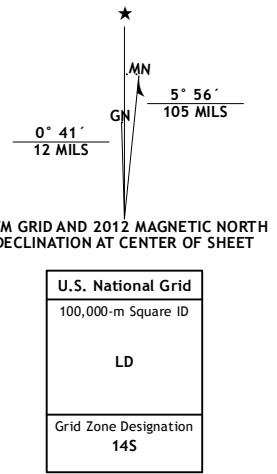 ★
MN
GN
5° 56´
105 MILS
0° 41´
12 MILS
M GRID AND 2012 MAGNETIC NORTH
DECLINATION AT CENTER OF SHEET
U.S. National Grid
100,000-m Square ID
LD
Grid Zone Designation
14S